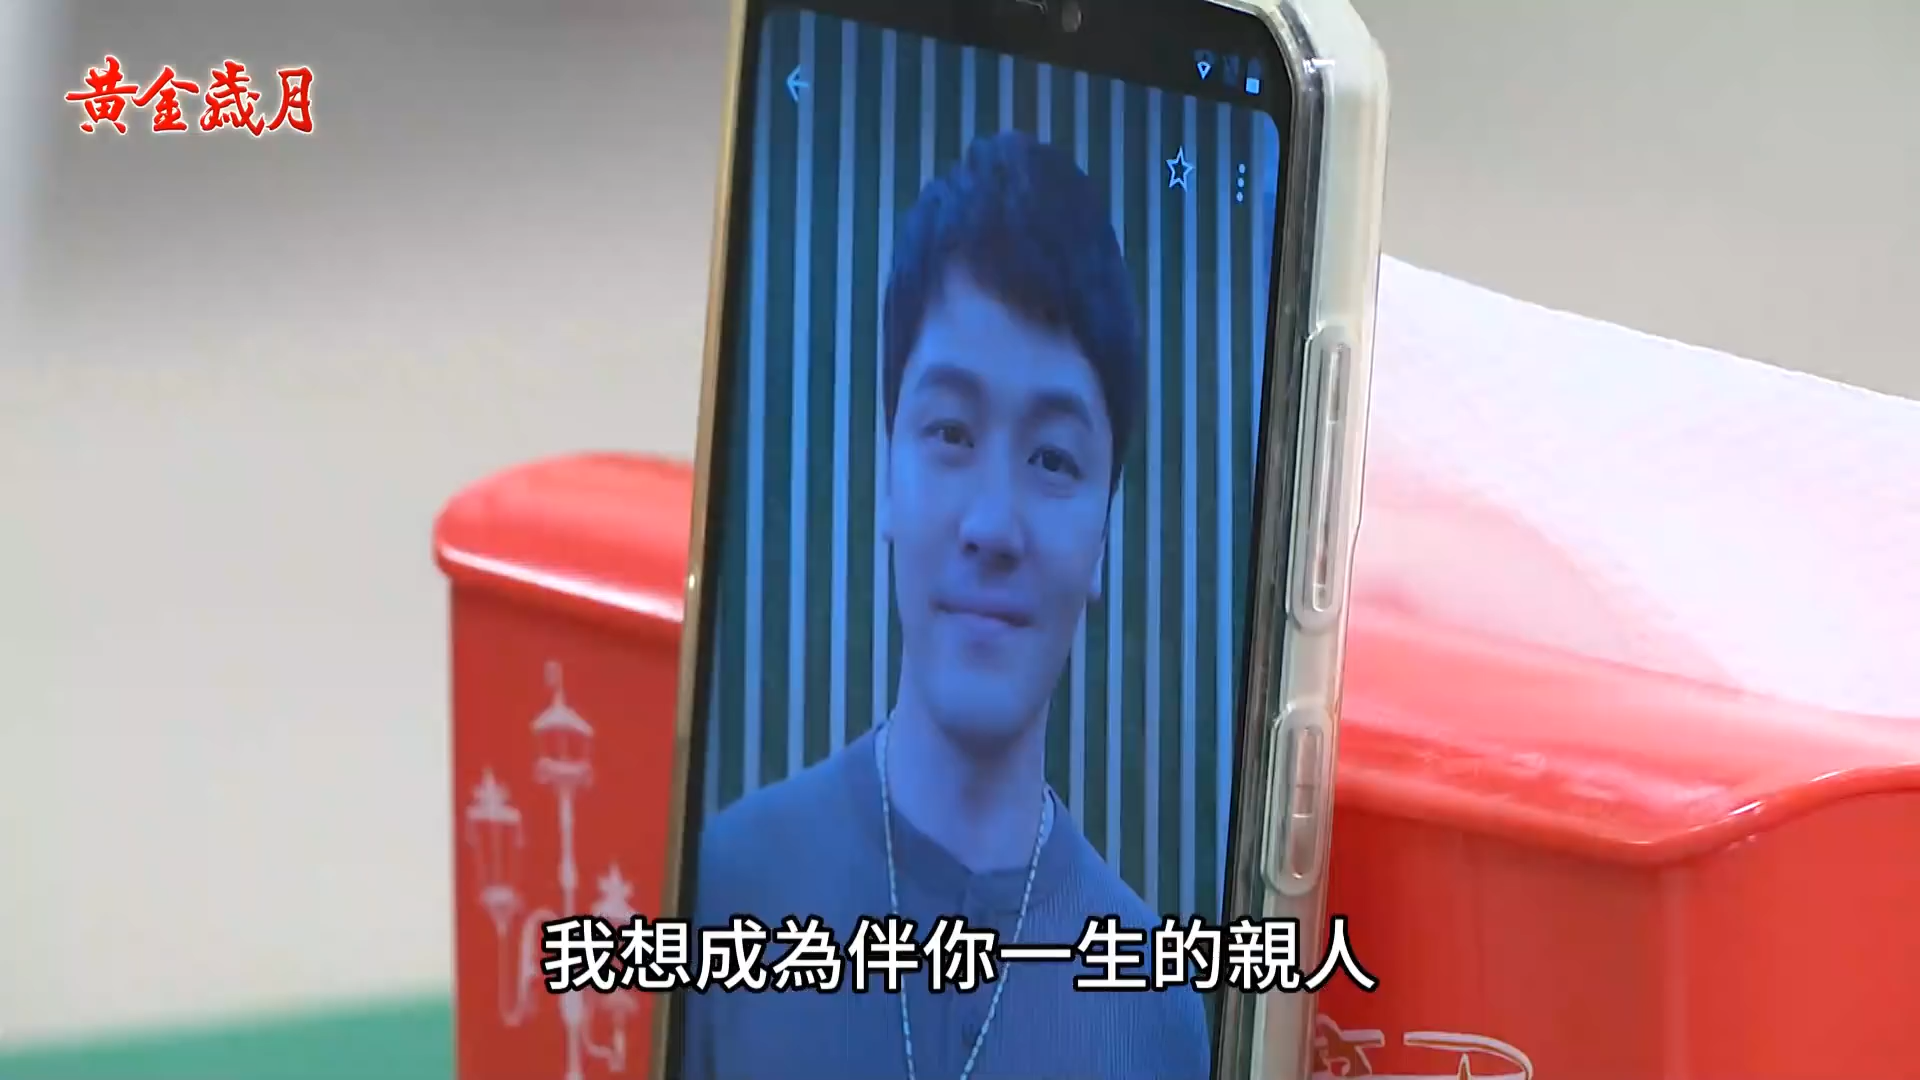 黃金歲月
我想成為伴你一生的親人